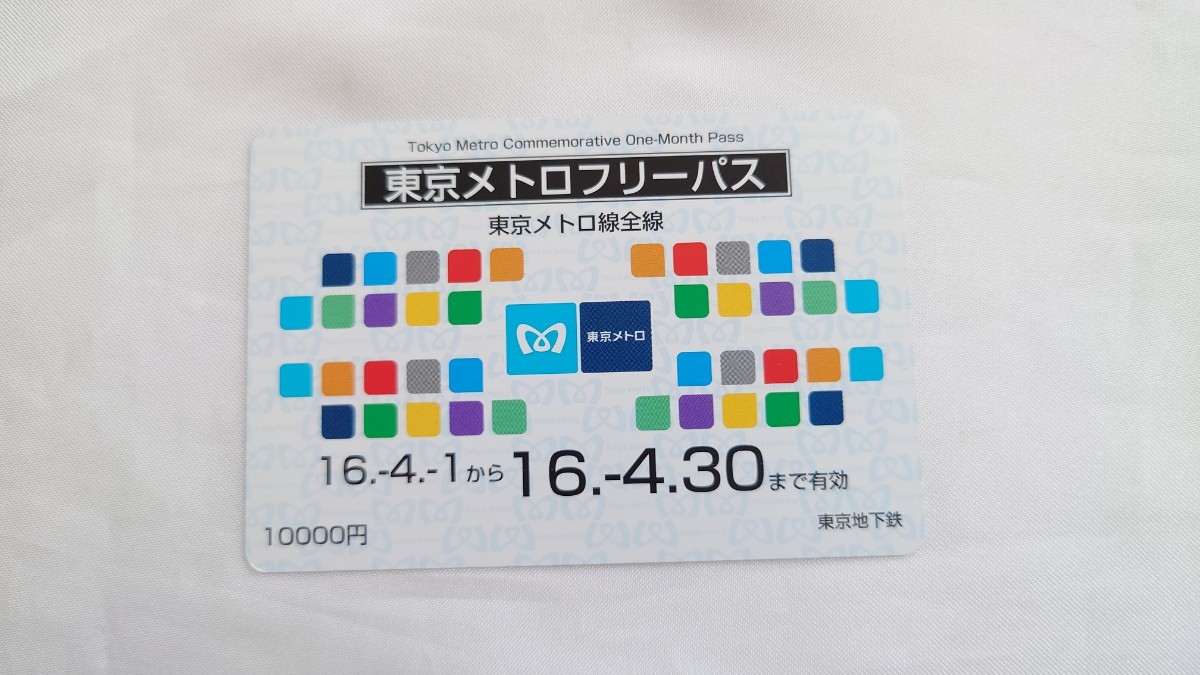 Tokyo Metro Commemorative One-Month Pass
東京メトロフリーパス
東京メトロ線全線
東京メトロ
16.-4.-1から16.-4.30まで有効
10000円
東京地下鉄